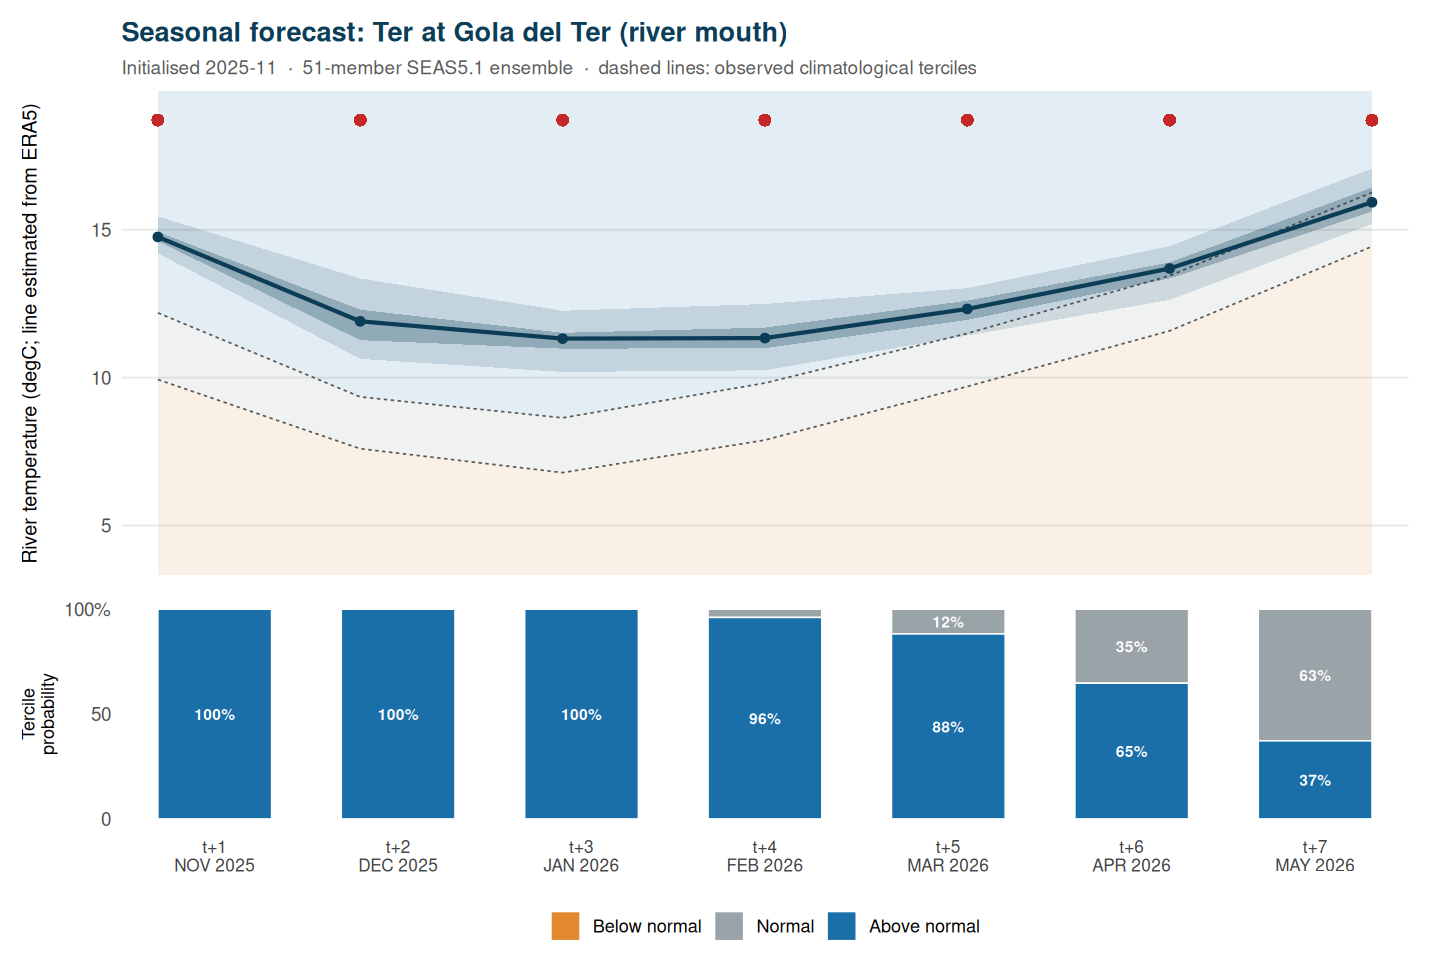 Seasonal forecast: Ter at Gola del Ter (river mouth)
Initialised 2025-11 · 51-member SEAS5.1 ensemble · dashed lines: observed climatological terciles
River temperature (degC; line estimated from ERA5)
15
10
5
Tercile
probability
100%
50
0
100%
100%
100%
96%
12%
88%
35%
65%
63%
37%
t+1
NOV 2025
t+2
DEC 2025
t+3
JAN 2026
t+4
FEB 2026
t+5
MAR 2026
t+6
APR 2026
t+7
MAY 2026
Below normal
Normal
Above normal